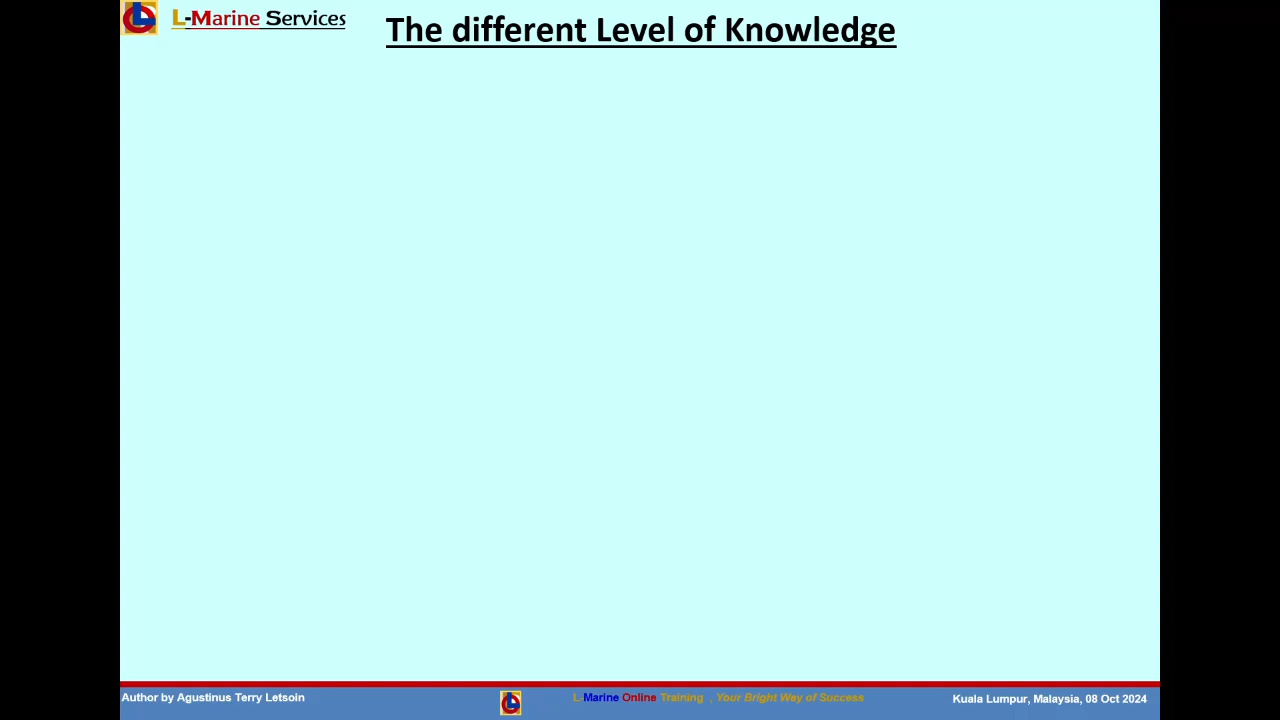 L-Marine Services
The different Level of Knowledge
Author by Agustinus Terry Letsoin
L-Marine Online Training , Your Bright Way of Success
Kuala Lumpur, Malaysia, 08 Oct 2024